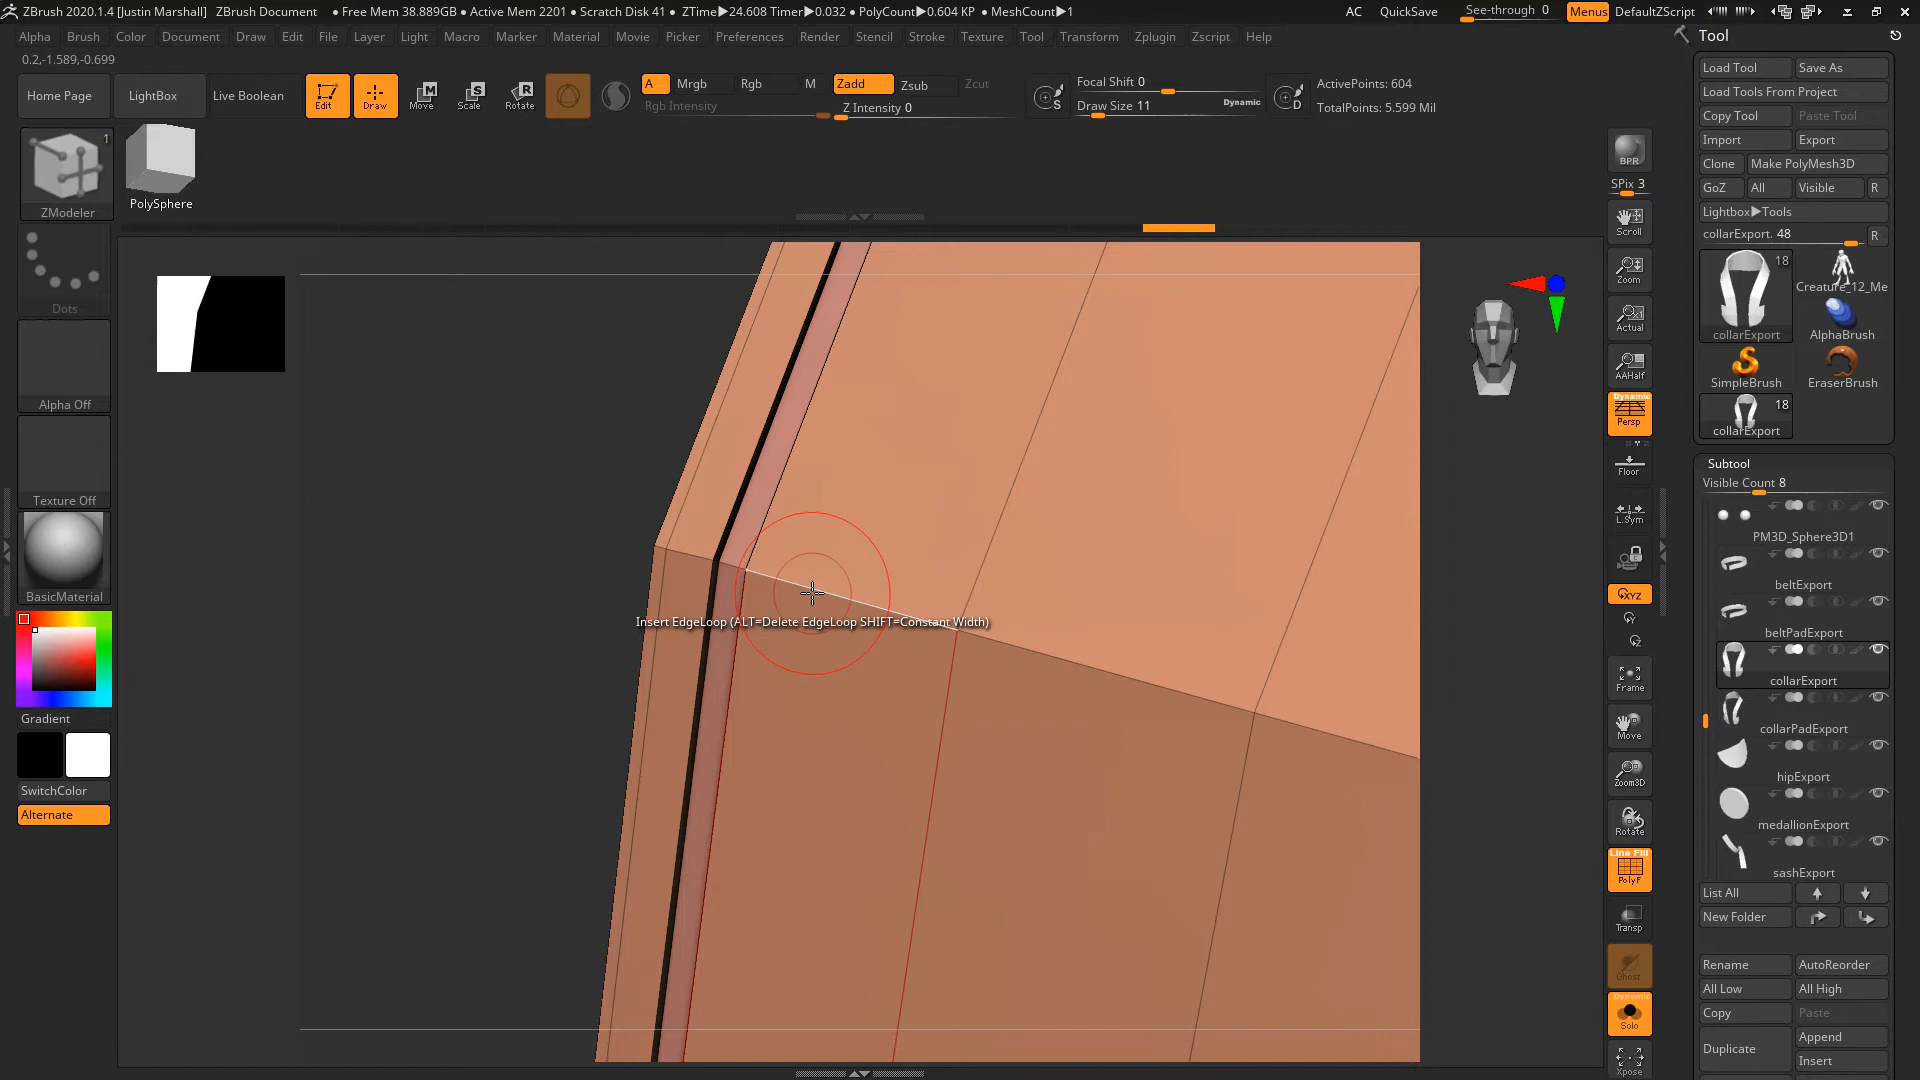 ZBrush 2020.1.4 [Justin Marshall] ZBrush Document ● Free Mem 38.889GB ● Active Mem 2201 ● Scratch Disk 41 ● ZTime▶24.608 Timer▶0.032 ● PolyCount▶0.604 KP ● MeshCount▶1 AC QuickSave See-through 0 Menus DefaultZScript
Alpha Brush Color Document Draw Edit File Layer Light Macro Marker Material Movie Picker Preferences Render Stencil Stroke Texture Tool Transform Zplugin Zscript Help
0.2,-1.589,-0.699
Home Page LightBox Live Boolean Edit Draw Move Scale Rotate
A Mrgb Rgb M Zadd Zsub Zcut
Rgb Intensity Z Intensity 0
S Focal Shift 0
Draw Size 11 Dynamic D
ActivePoints: 604
TotalPoints: 5.599 Mil
1
ZModeler
PolySphere
Dots
Alpha Off
Texture Off
BasicMaterial
Gradient
SwitchColor
Alternate
Insert EdgeLoop (ALT=Delete EdgeLoop SHIFT=Constant Width)
BPR
SPix 3
Scroll
Zoom
Actual
AAHalf
Dynamic
Persp
Floor
L.Sym
XYZ
Y
Z
Frame
Move
Zoom3D
Rotate
Line Fill
PolyF
Transp
Ghost
Dynamic
Solo
Xpose
Tool
Load Tool Save As
Load Tools From Project
Copy Tool Paste Tool
Import Export
Clone Make PolyMesh3D
GoZ All Visible R
Lightbox▶Tools
collarExport. 48 R
18
collarExport
Creature_12_Me
AlphaBrush
SimpleBrush EraserBrush
18
collarExport
Subtool
Visible Count 8
PM3D_Sphere3D1
beltExport
beltPadExport
collarExport
collarPadExport
hipExport
medallionExport
sashExport
List All
New Folder
Rename AutoReorder
All Low All High
Copy Paste
Duplicate Append
Insert